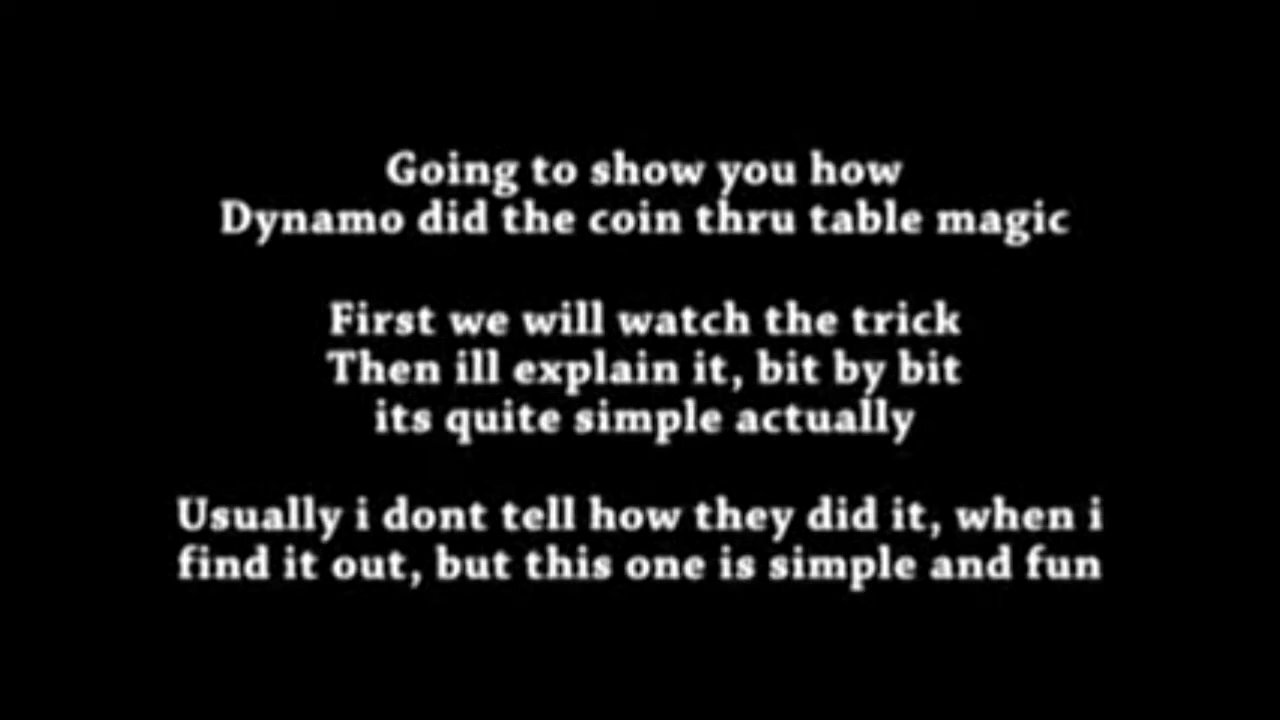 Going to show you how
Dynamo did the coin thru table magic
First we will watch the trick
Then ill explain it, bit by bit
its quite simple actually
Usually i dont tell how they did it, when i
find it out, but this one is simple and fun